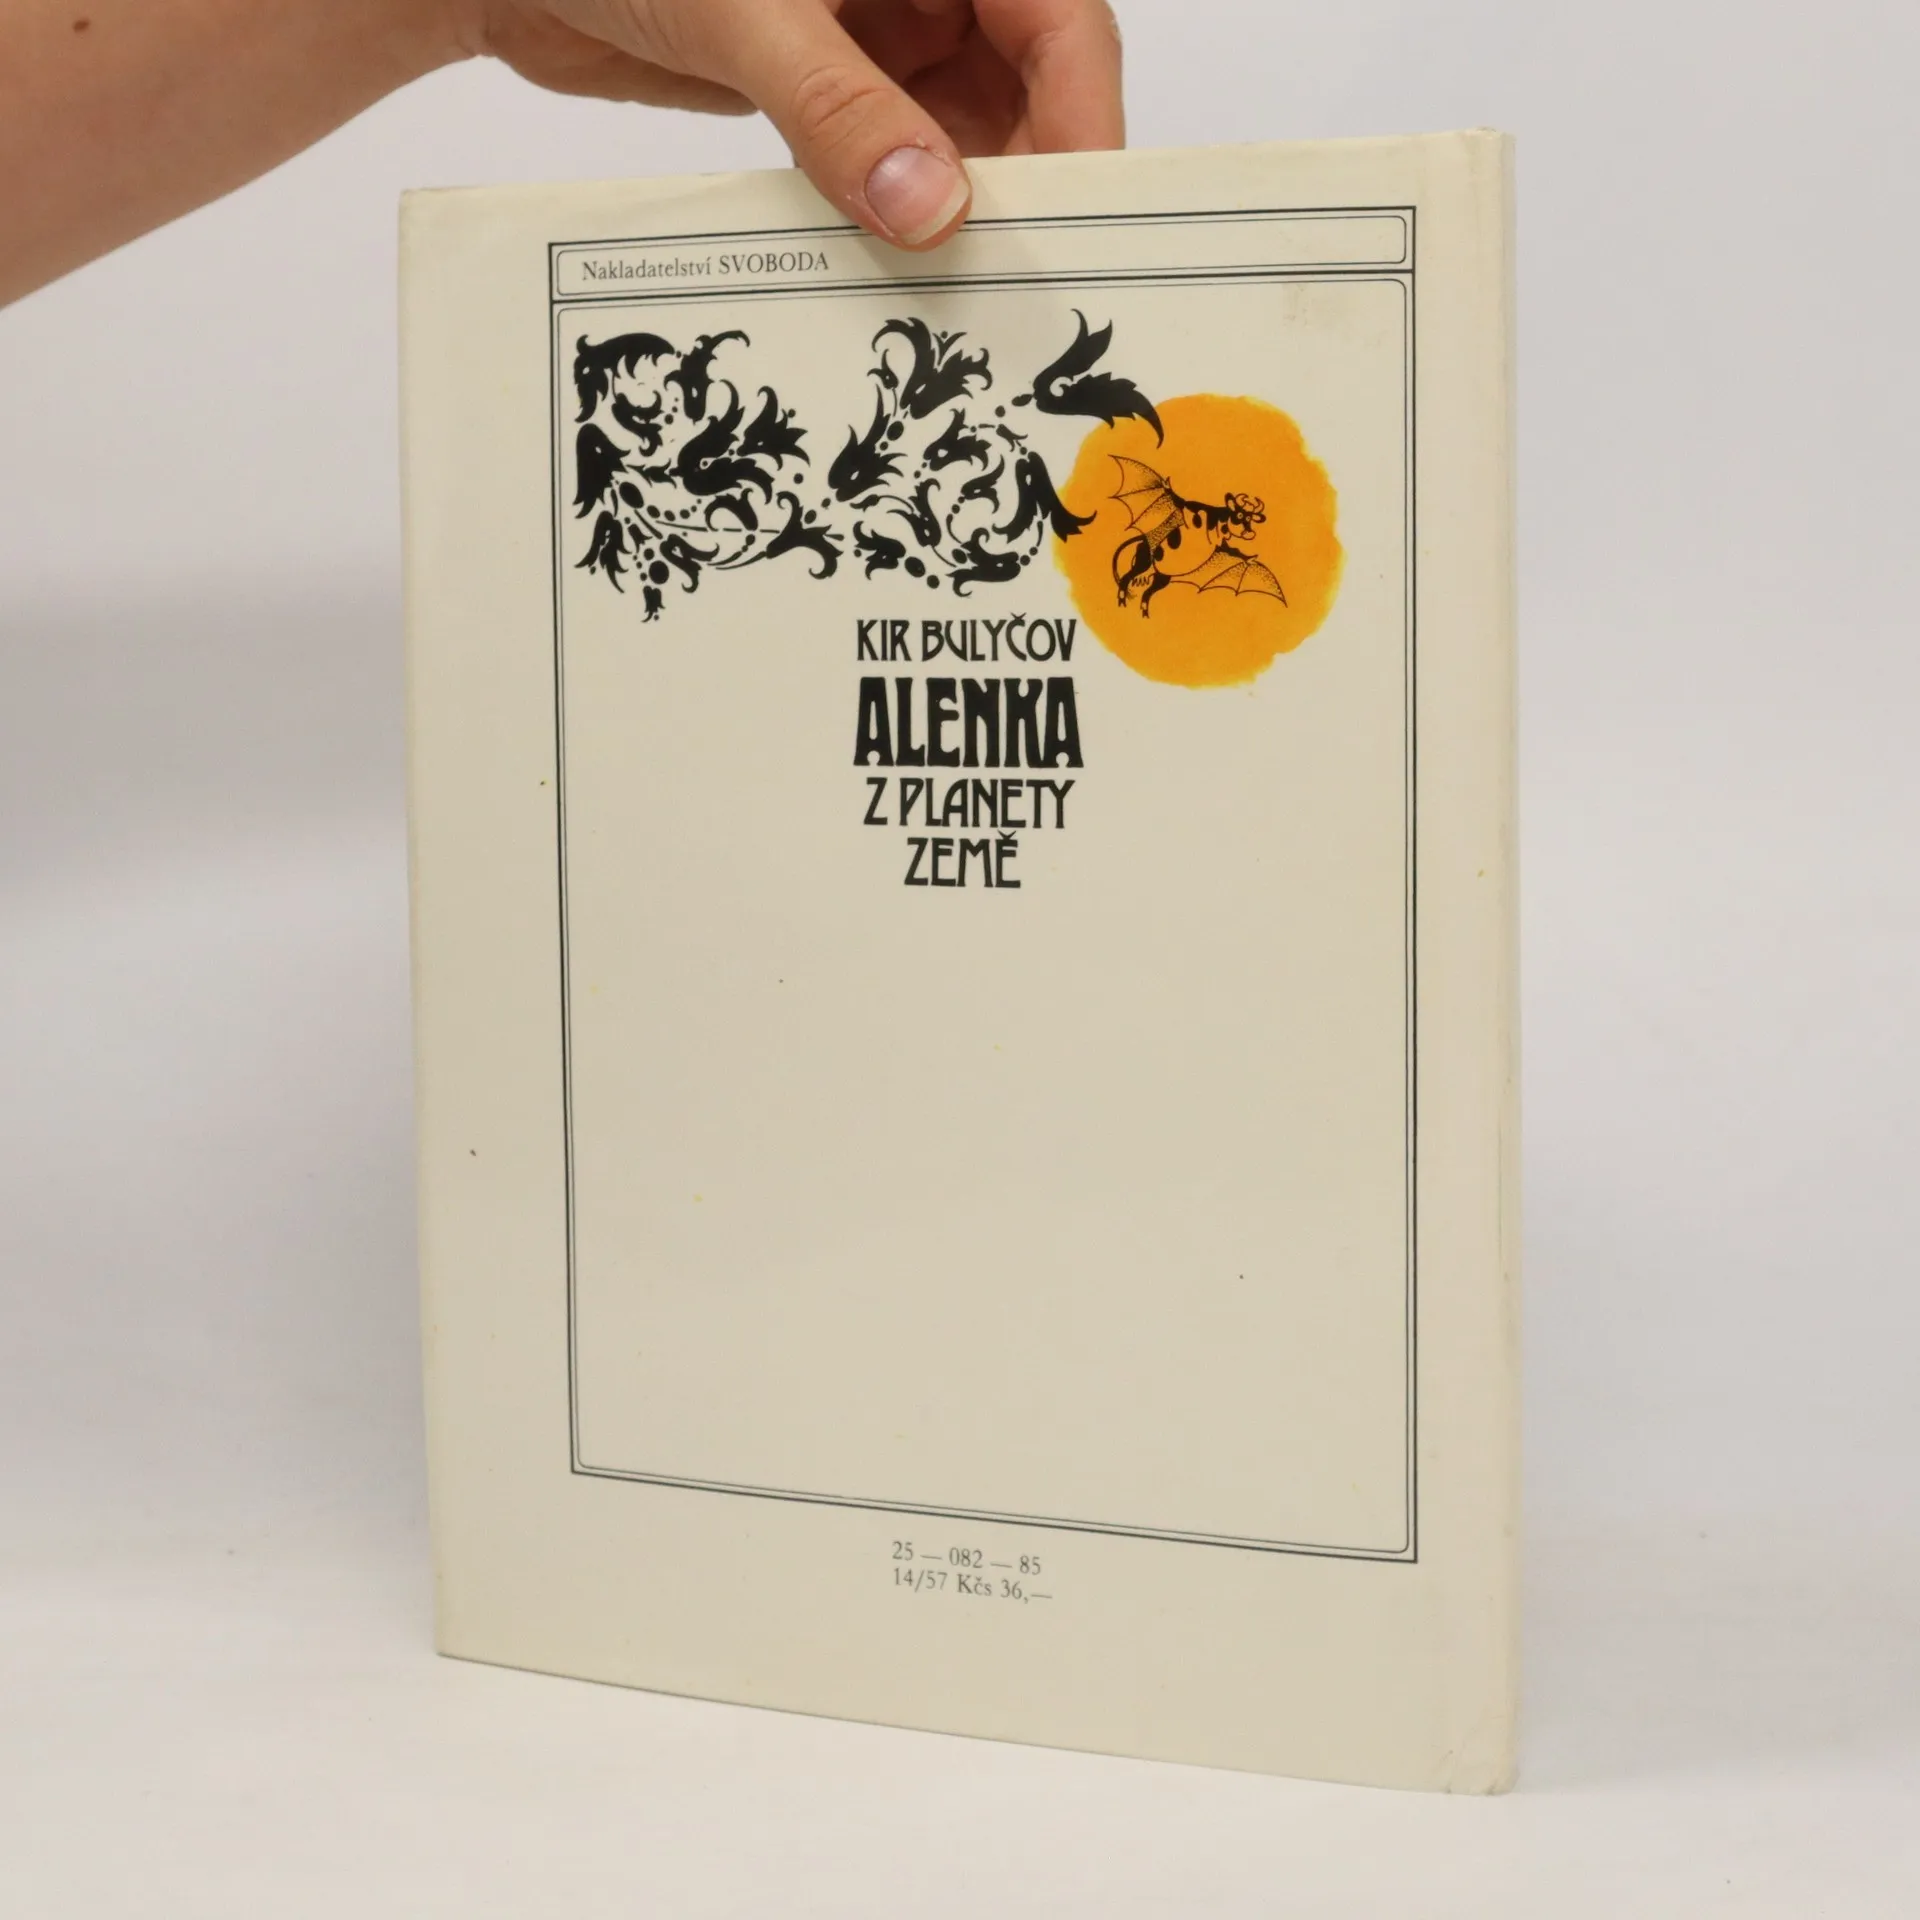 Nakladatelství SVOBODA
KIR BULYČOV
ALENKA
Z PLANETY
ZEMĚ
25 — 082 — 85
14/57 Kčs 36,—